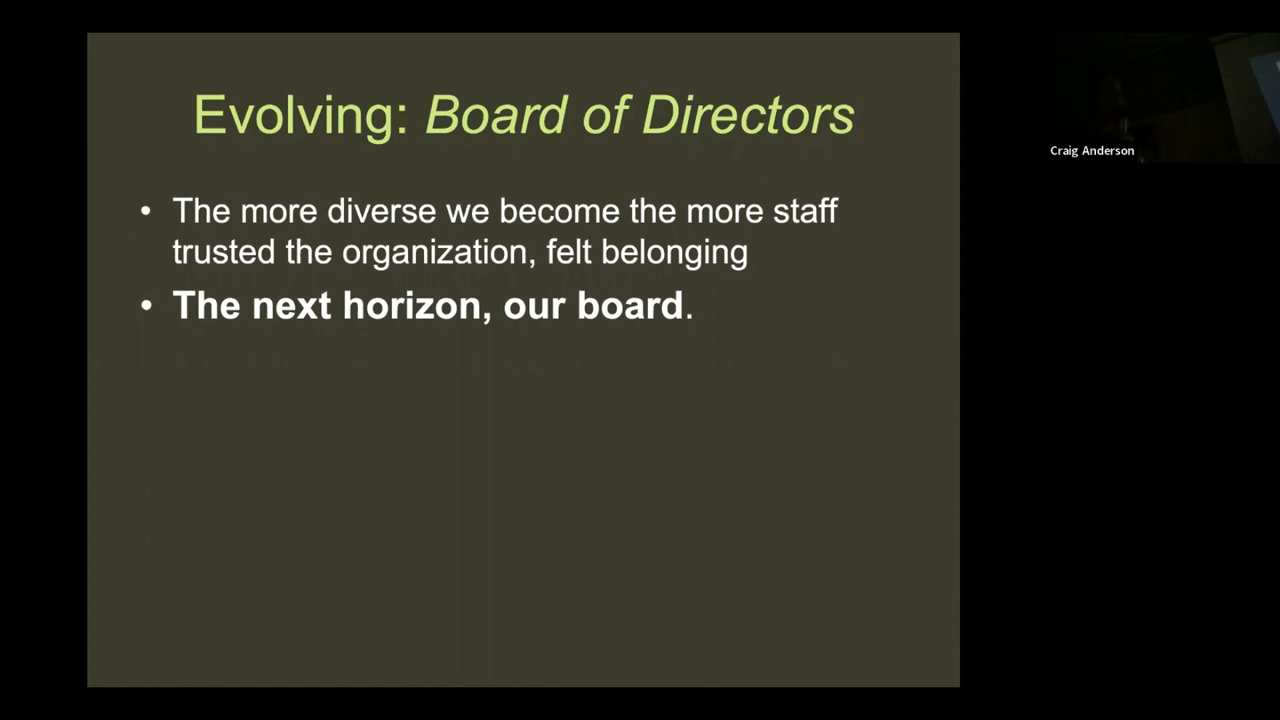 Evolving: Board of Directors
• The more diverse we become the more staff
trusted the organization, felt belonging
• The next horizon, our board.
Craig Anderson